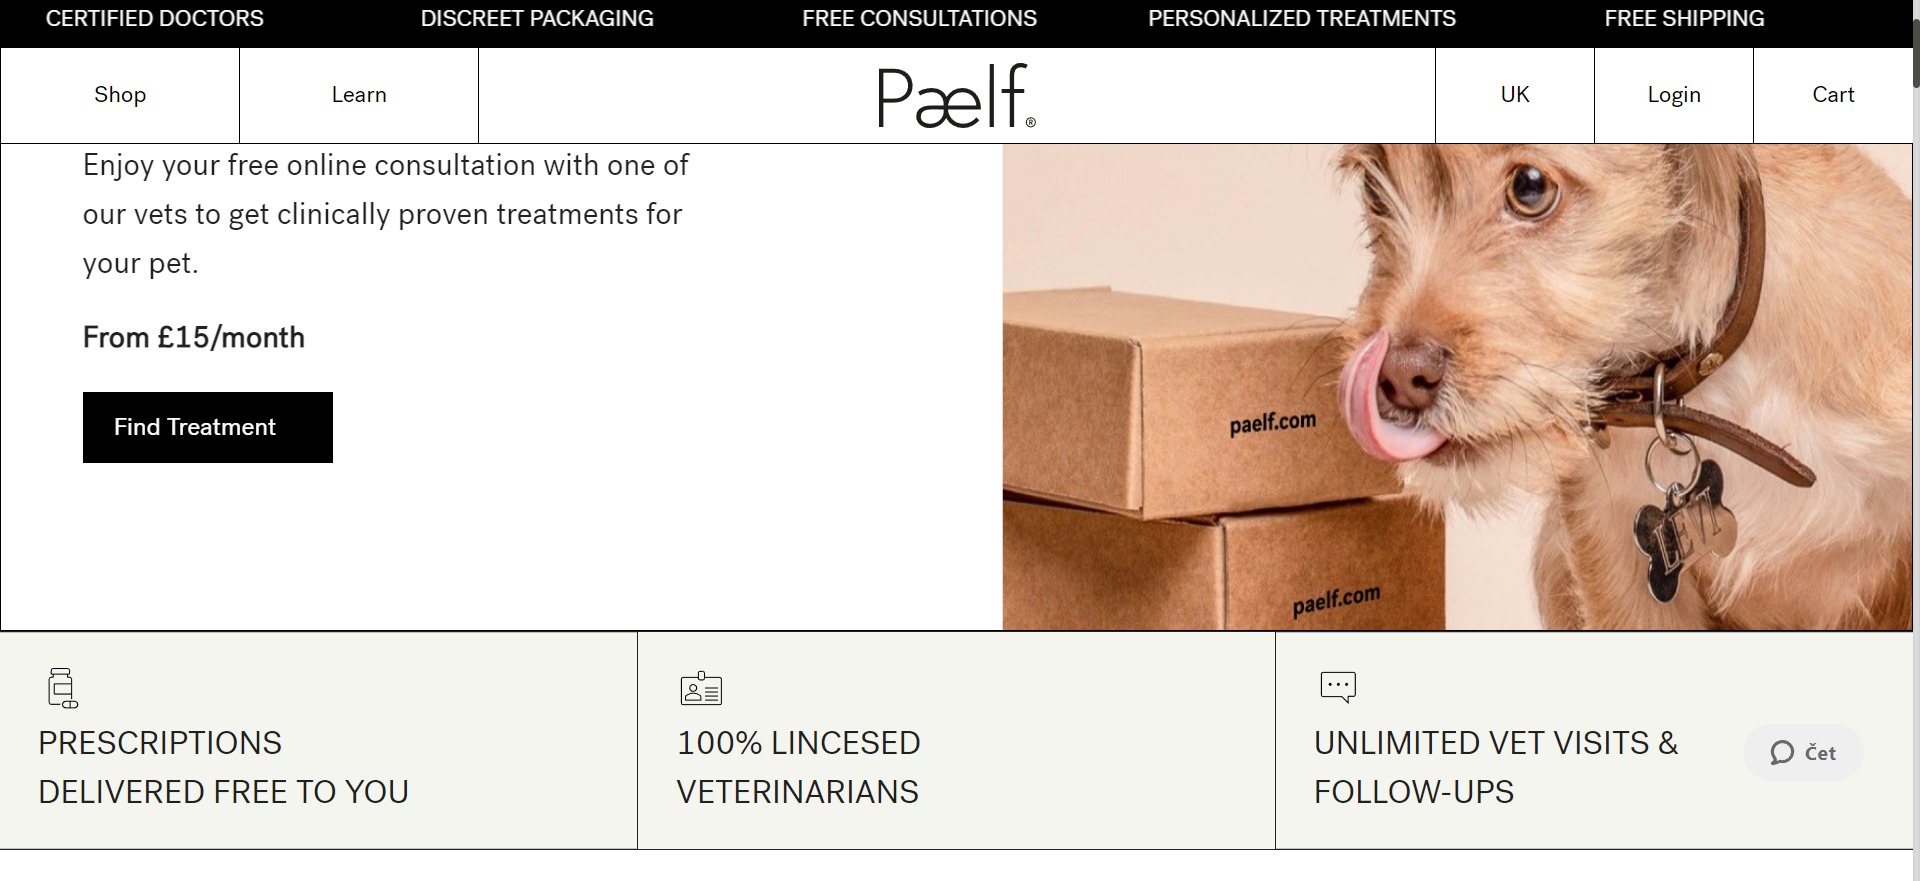 CERTIFIED DOCTORS
DISCREET PACKAGING
FREE CONSULTATIONS
PERSONALIZED TREATMENTS
FREE SHIPPING
Shop
Learn
Pælf®
UK
Login
Cart
Enjoy your free online consultation with one of
our vets to get clinically proven treatments for
your pet.
From £15/month
Find Treatment
paelf.com
paelf.com
LEVI
PRESCRIPTIONS
DELIVERED FREE TO YOU
100% LINCESED
VETERINARIANS
UNLIMITED VET VISITS &
FOLLOW-UPS
Čet